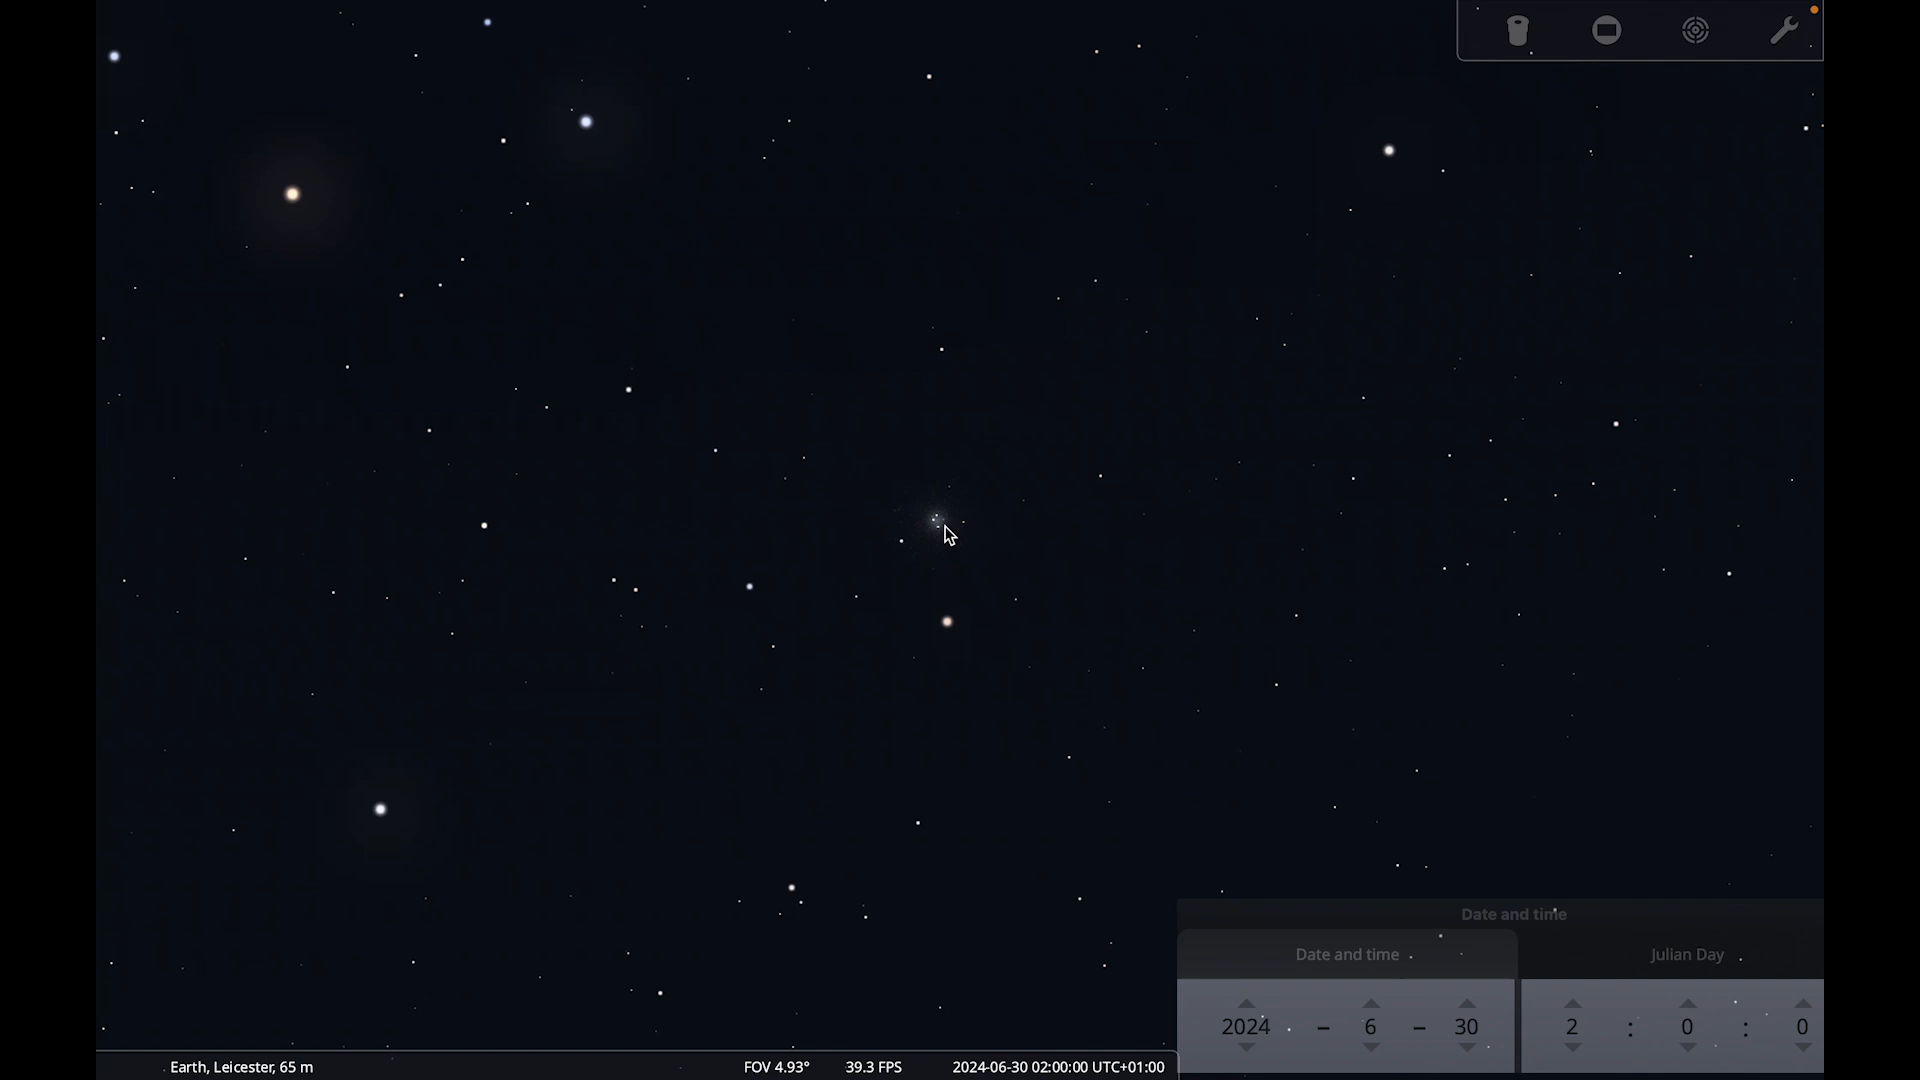 Date and time
Date and time
Julian Day
2024 – 6 – 30
2 : 0 : 0
Earth, Leicester, 65 m
FOV 4.93°
39.3 FPS
2024-06-30 02:00:00 UTC+01:00